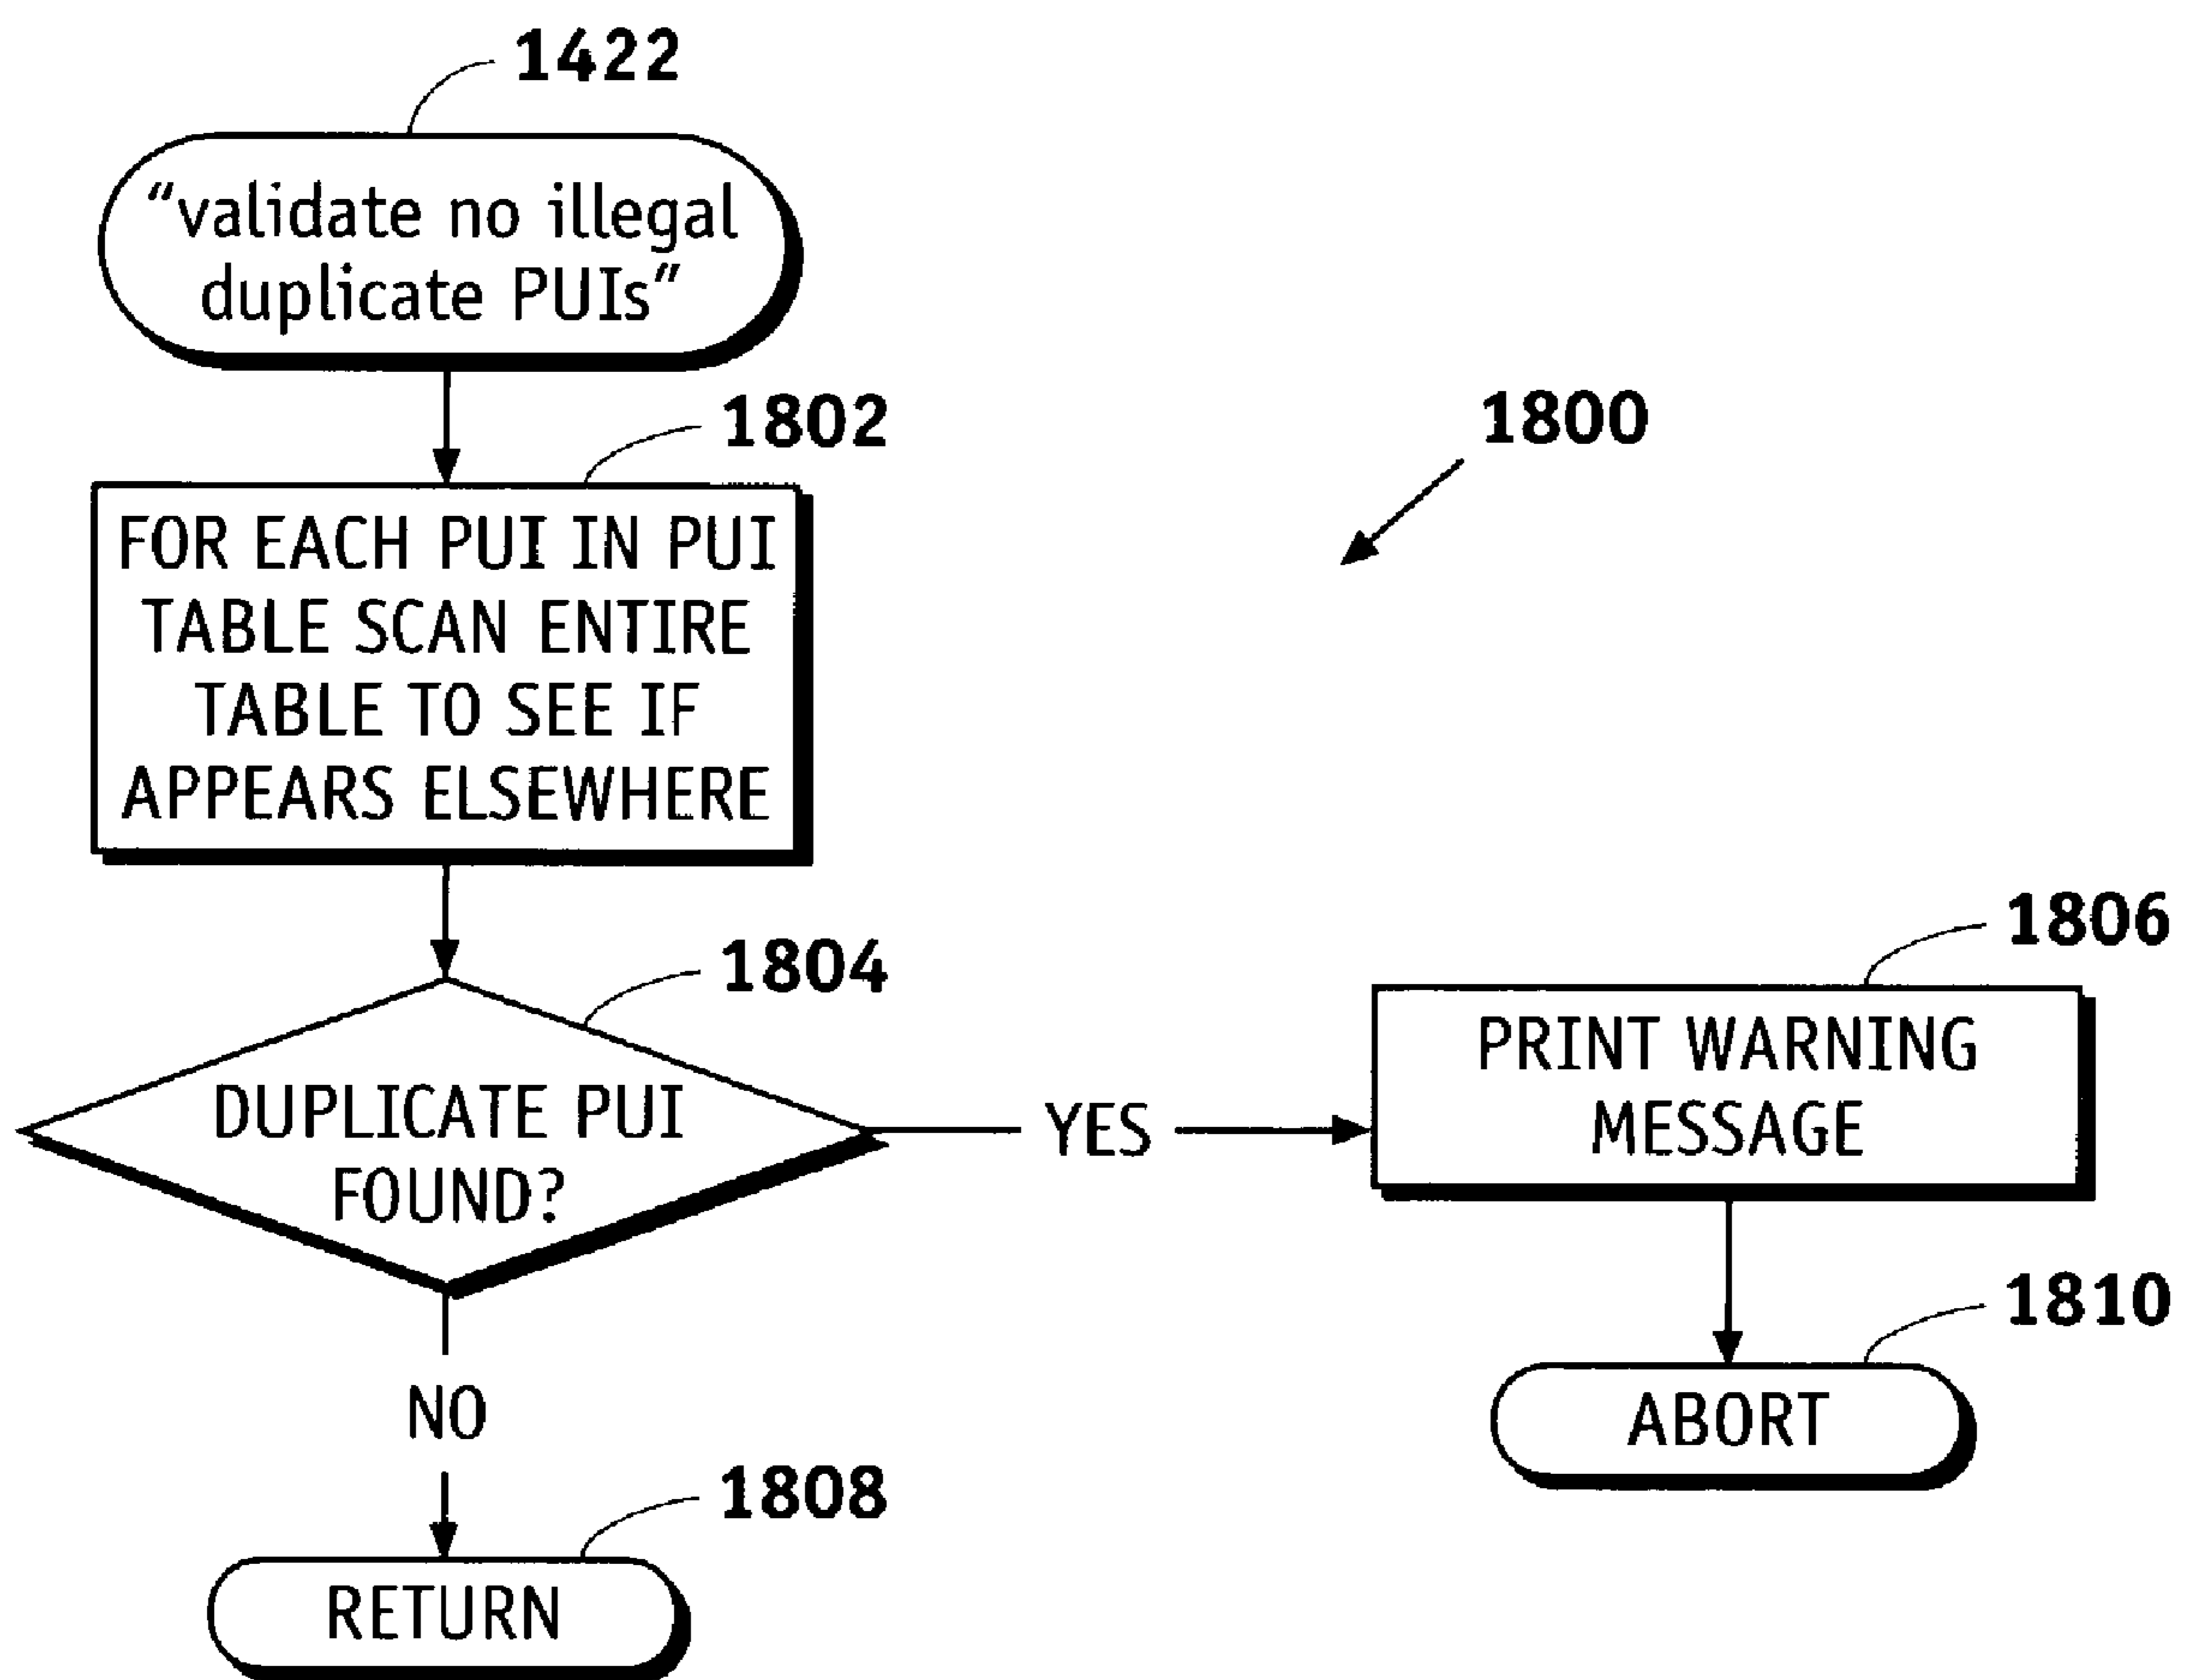 1422
“validate no illegal
duplicate PUIs”
1802
1800
FOR EACH PUI IN PUI
TABLE SCAN ENTIRE
TABLE TO SEE IF
APPEARS ELSEWHERE
1804
1806
DUPLICATE PUI
FOUND?
YES
PRINT WARNING
MESSAGE
1810
ABORT
NO
1808
RETURN